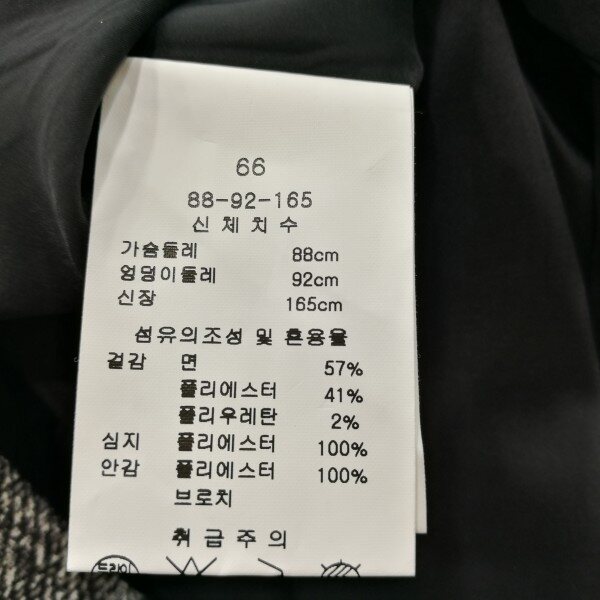 66
88-92-165
신체치수
가슴둘레 88cm
엉덩이둘레 92cm
신장 165cm
섬유의조성 및 혼용율
겉감 면 57%
폴리에스터 41%
폴리우레탄 2%
심지 폴리에스터 100%
안감 폴리에스터 100%
브로치
취급주의
드라이